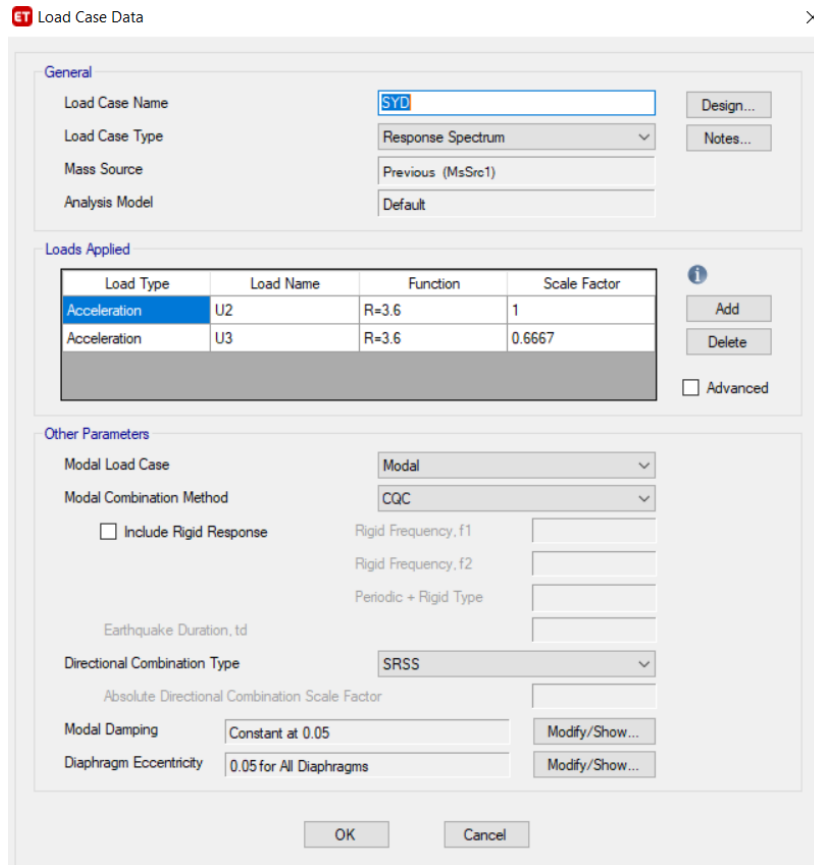 ET Load Case Data
General
Load Case Name SYD Design...
Load Case Type Response Spectrum Notes...
Mass Source Previous (MsSrc1)
Analysis Model Default
Loads Applied
Load Type Load Name Function Scale Factor
Acceleration U2 R=3.6 1 Add
Acceleration U3 R=3.6 0.6667 Delete
Advanced
Other Parameters
Modal Load Case Modal
Modal Combination Method CQC
Include Rigid Response Rigid Frequency, f1
Rigid Frequency, f2
Periodic + Rigid Type
Earthquake Duration, td
Directional Combination Type SRSS
Absolute Directional Combination Scale Factor
Modal Damping Constant at 0.05 Modify/Show...
Diaphragm Eccentricity 0.05 for All Diaphragms Modify/Show...
OK Cancel